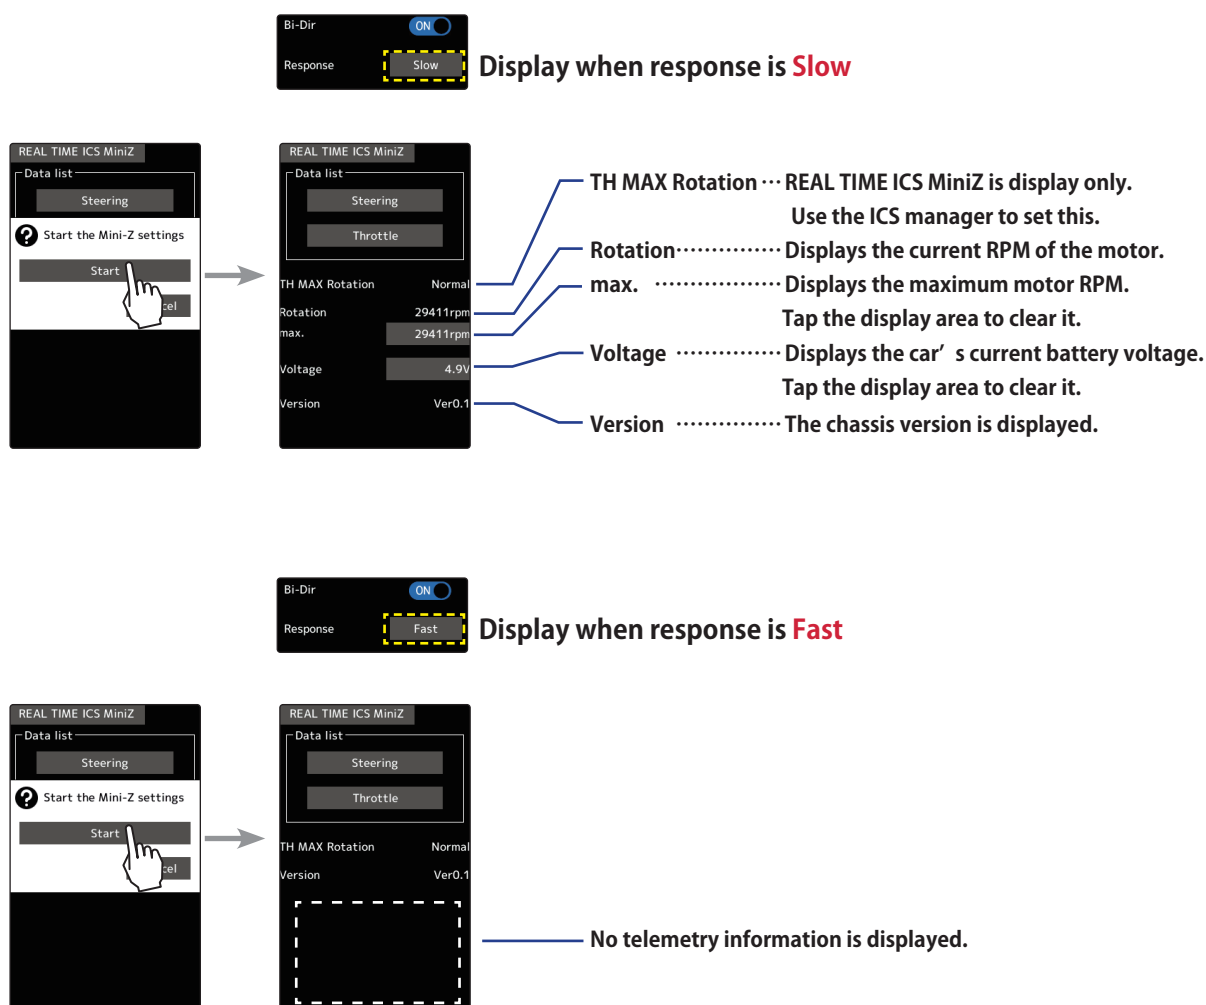 Bi-Dir ON
Response Slow
Display when response is Slow
REAL TIME ICS MiniZ
Data list
Steering
Start the Mini-Z settings
Start
cel
REAL TIME ICS MiniZ
Data list
Steering
Throttle
TH MAX Rotation Normal
Rotation 29411rpm
max. 29411rpm
Voltage 4.9V
Version Ver0.1
TH MAX Rotation ··· REAL TIME ICS MiniZ is display only.
Use the ICS manager to set this.
Rotation··············· Displays the current RPM of the motor.
max. ·················· Displays the maximum motor RPM.
Tap the display area to clear it.
Voltage ··············· Displays the car’ s current battery voltage.
Tap the display area to clear it.
Version ··············· The chassis version is displayed.
Bi-Dir ON
Response Fast
Display when response is Fast
REAL TIME ICS MiniZ
Data list
Steering
Start the Mini-Z settings
Start
cel
REAL TIME ICS MiniZ
Data list
Steering
Throttle
TH MAX Rotation Normal
Version Ver0.1
No telemetry information is displayed.